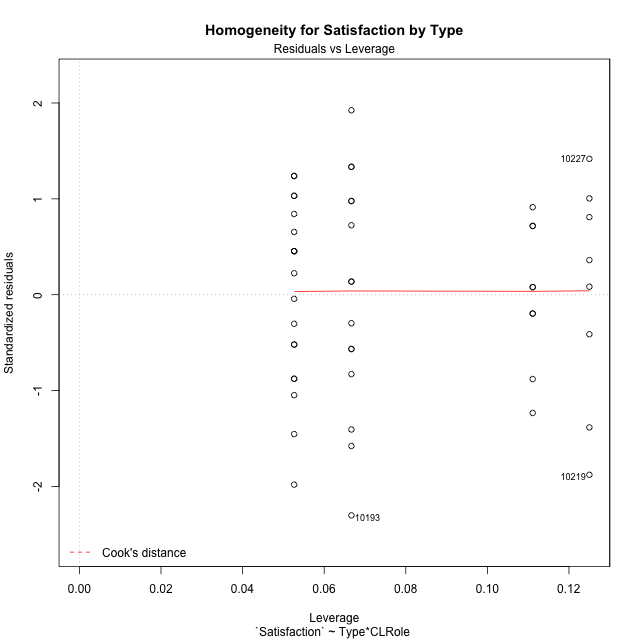 Homogeneity for Satisfaction by Type
Residuals vs Leverage
Standardized residuals
2
1
0
-1
-2
10227
10219
10193
Cook's distance
0.00 0.02 0.04 0.06 0.08 0.10 0.12
Leverage
`Satisfaction` ~ Type*CLRole